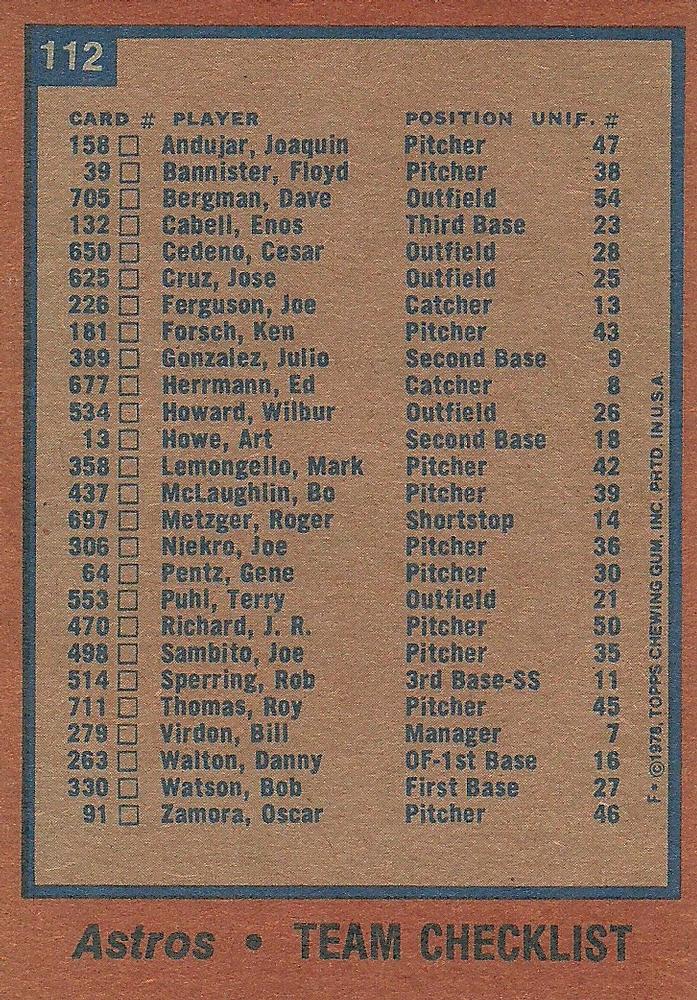 112
CARD # PLAYER POSITION UNIF. #
158 Andujar, Joaquin Pitcher 47
39 Bannister, Floyd Pitcher 38
705 Bergman, Dave Outfield 54
132 Cabell, Enos Third Base 23
650 Cedeno, Cesar Outfield 28
625 Cruz, Jose Outfield 25
226 Ferguson, Joe Catcher 13
181 Forsch, Ken Pitcher 43
389 Gonzalez, Julio Second Base 9
677 Herrmann, Ed Catcher 8
534 Howard, Wilbur Outfield 26
13 Howe, Art Second Base 18
358 Lemongello, Mark Pitcher 42
437 McLaughlin, Bo Pitcher 39
697 Metzger, Roger Shortstop 14
306 Niekro, Joe Pitcher 36
64 Pentz, Gene Pitcher 30
553 Puhl, Terry Outfield 21
470 Richard, J. R. Pitcher 50
498 Sambito, Joe Pitcher 35
514 Sperring, Rob 3rd Base-SS 11
711 Thomas, Roy Pitcher 45
279 Virdon, Bill Manager 7
263 Walton, Danny OF-1st Base 16
330 Watson, Bob First Base 27
91 Zamora, Oscar Pitcher 46
F* ©1978, TOPPS CHEWING GUM, INC. PRTD. IN U.S.A.
Astros • TEAM CHECKLIST